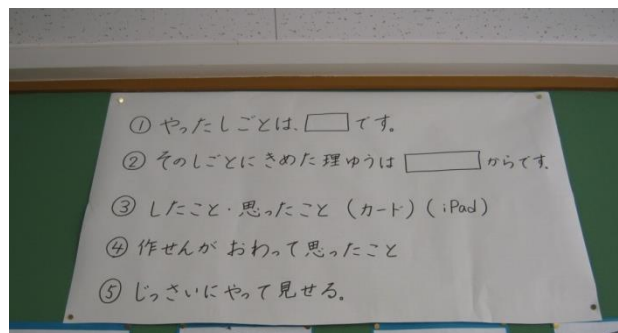 ① やったしごとは、□です。
② そのしごとにきめた理ゆうは□からです。
③ したこと・思ったこと（カード）（iPad）
④ 作せんがおわって思ったこと
⑤ じっさいにやって見せる。